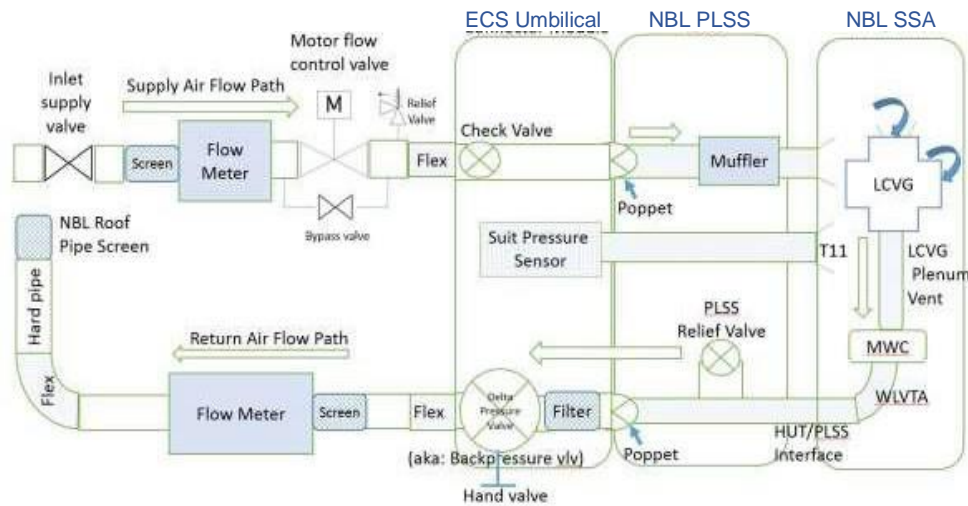 ECS Umbilical
NBL PLSS
NBL SSA
Motor flow
control valve
Inlet
supply
valve
Supply Air Flow Path
M
Relief
Valve
Check Valve
Screen
Flow
Meter
Flex
Muffler
LCVG
Poppet
Bypass valve
NBL Roof
Pipe Screen
Suit Pressure
Sensor
T11
LCVG
Plenum
Vent
Hard pipe
PLSS
Relief Valve
Return Air Flow Path
MWC
Flex
WLVTA
Flow Meter
Screen
Flex
Delta
Pressure
Valve
Filter
HUT/PLSS
Interface
Poppet
(aka: Backpressure vlv)
Hand valve